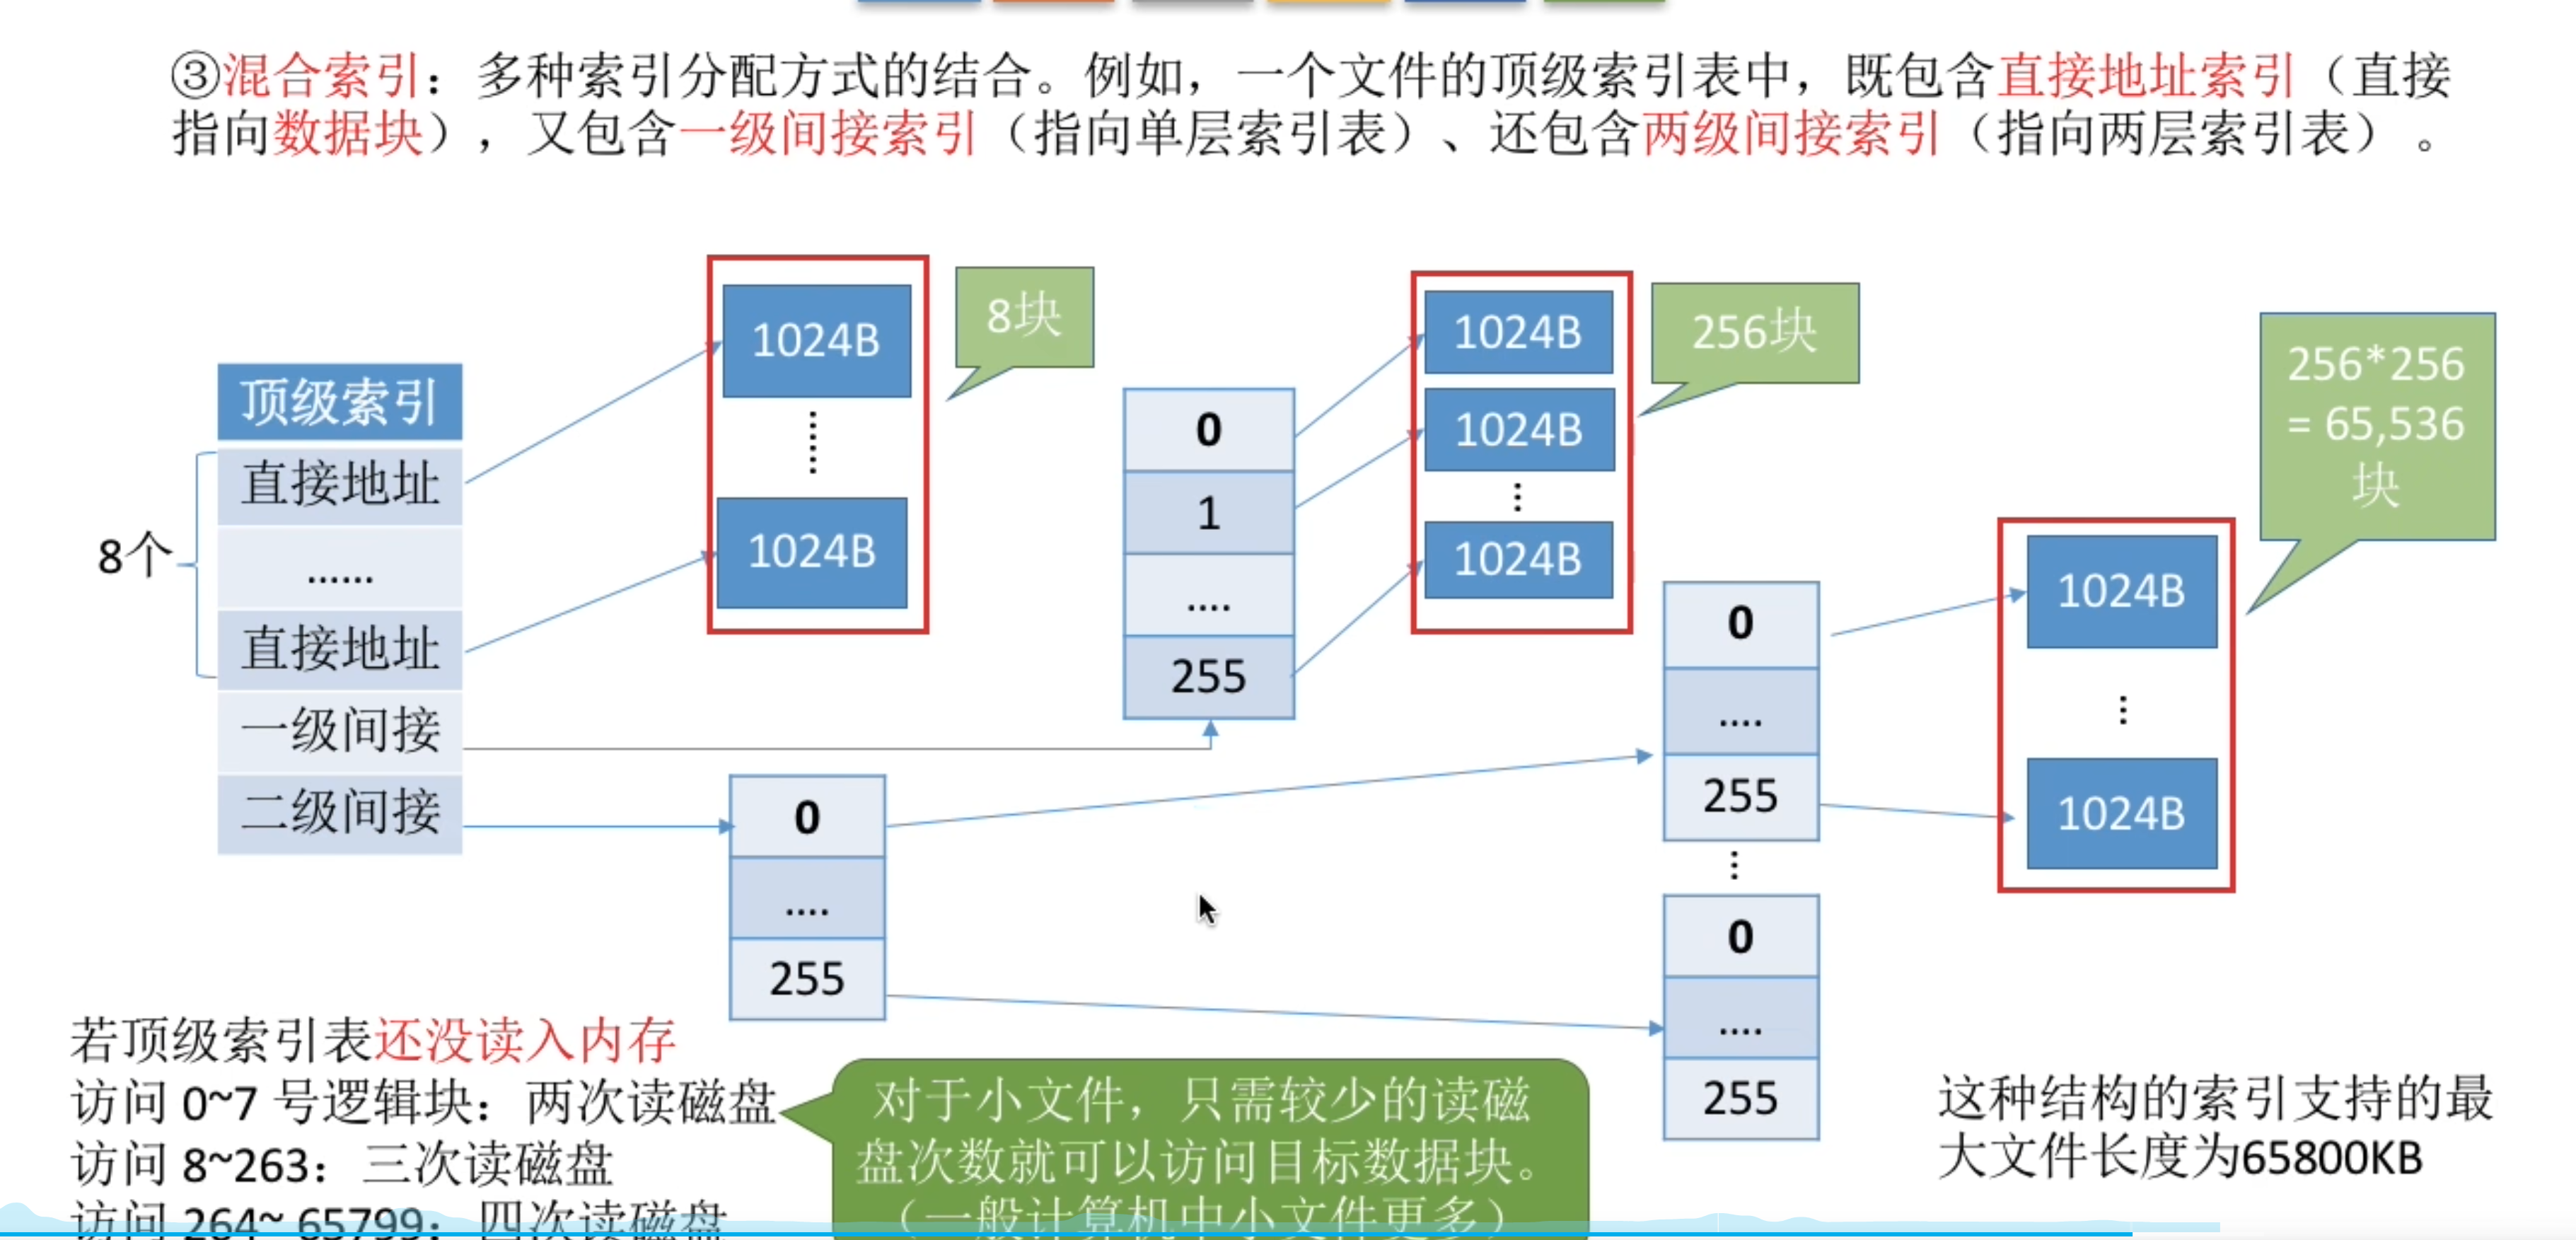 ③混合索引：多种索引分配方式的结合。例如，一个文件的顶级索引表中，既包含直接地址索引（直接
指向数据块），又包含一级间接索引（指向单层索引表）、还包含两级间接索引（指向两层索引表）。
顶级索引
直接地址
......
直接地址
一级间接
二级间接
8个
1024B
1024B
8块
0
1
....
255
1024B
1024B
1024B
256块
0
....
255
0
....
255
0
....
255
1024B
1024B
256*256
= 65,536
块
若顶级索引表还没读入内存
访问 0~7 号逻辑块：两次读磁盘
访问 8~263：三次读磁盘
访问 264~ 65799：四次读磁盘
对于小文件，只需较少的读磁
盘次数就可以访问目标数据块。
（一般计算机中小文件更多）
这种结构的索引支持的最
大文件长度为65800KB